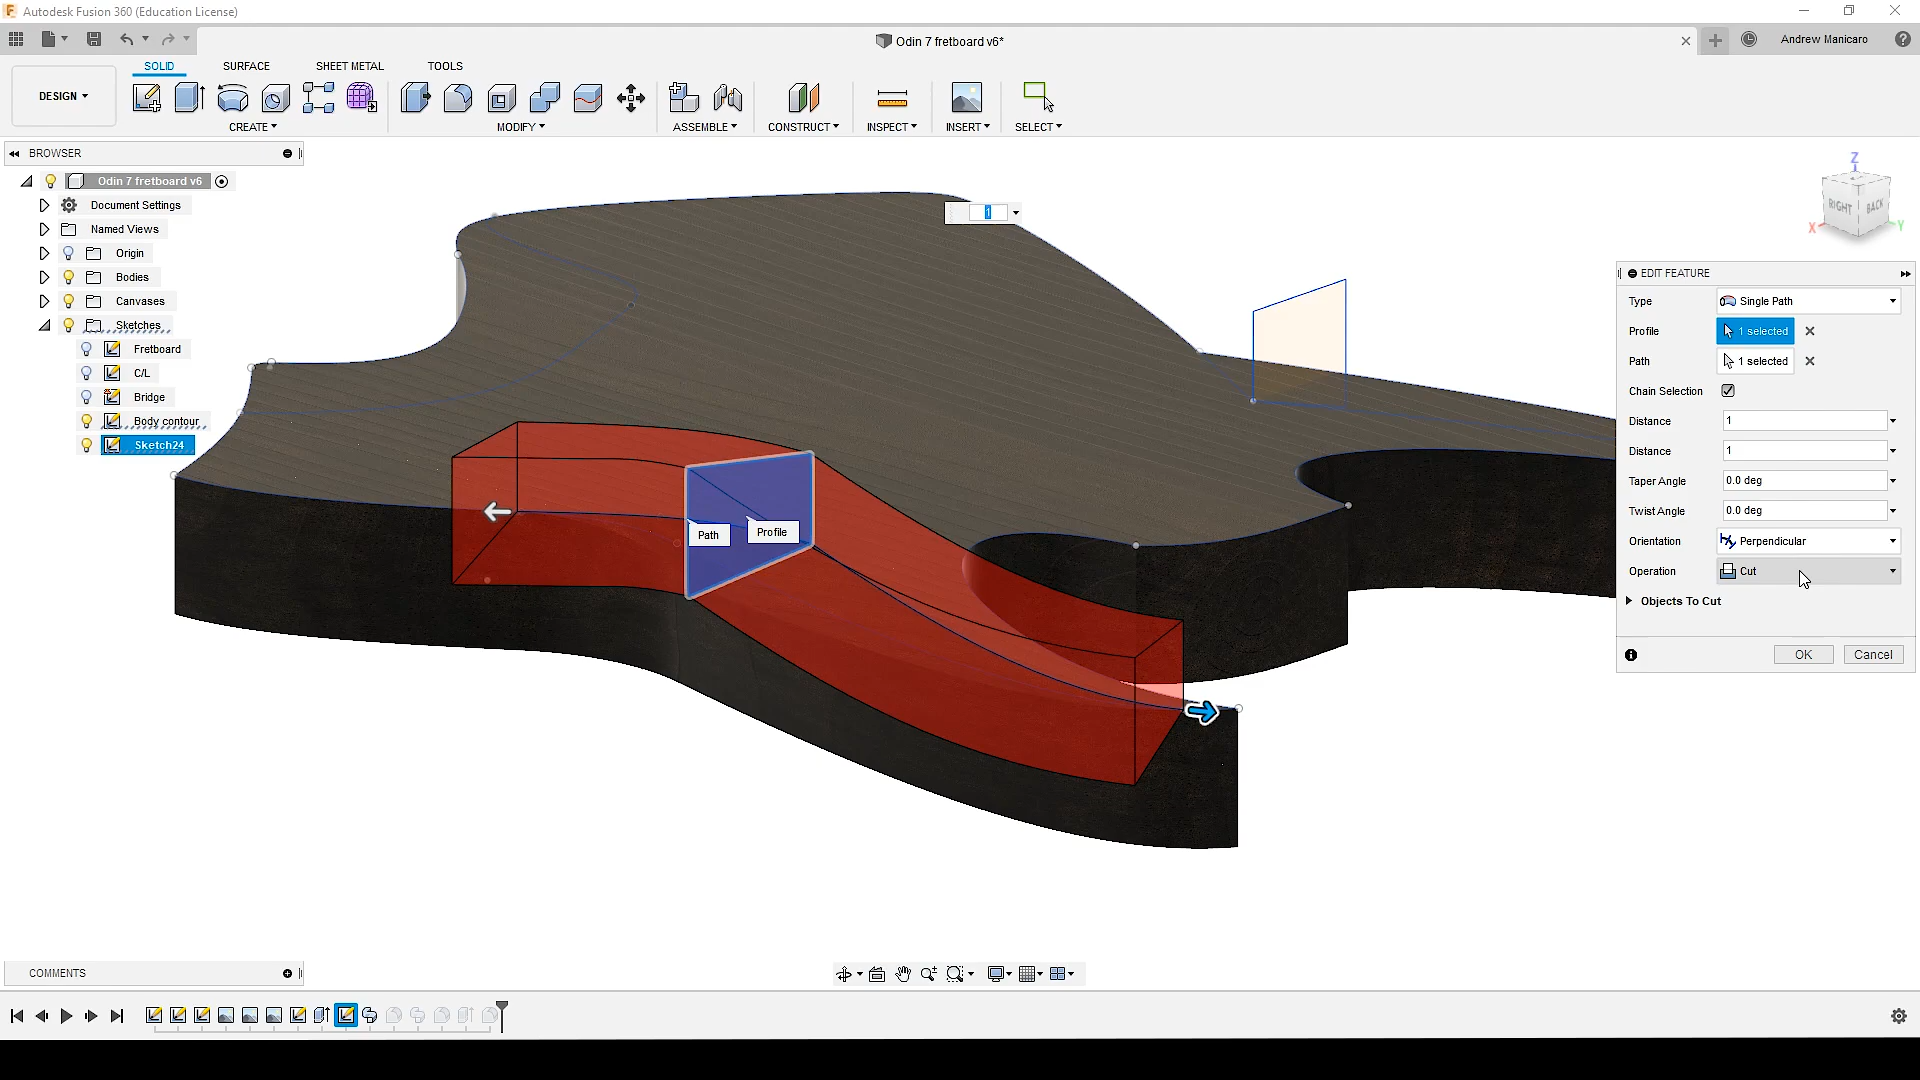 Autodesk Fusion 360 (Education License)
Odin 7 fretboard v6*
Andrew Manicaro
DESIGN
SOLID SURFACE SHEET METAL TOOLS
CREATE MODIFY ASSEMBLE CONSTRUCT INSPECT INSERT SELECT
BROWSER
Odin 7 fretboard v6
Document Settings
Named Views
Origin
Bodies
Canvases
Sketches
Fretboard
C/L
Bridge
Body contour
Sketch24
1
Z
RIGHT BACK
X Y
Path
Profile
EDIT FEATURE
Type Single Path
Profile 1 selected
Path 1 selected
Chain Selection
Distance 1
Distance 1
Taper Angle 0.0 deg
Twist Angle 0.0 deg
Orientation Perpendicular
Operation Cut
Objects To Cut
OK Cancel
COMMENTS